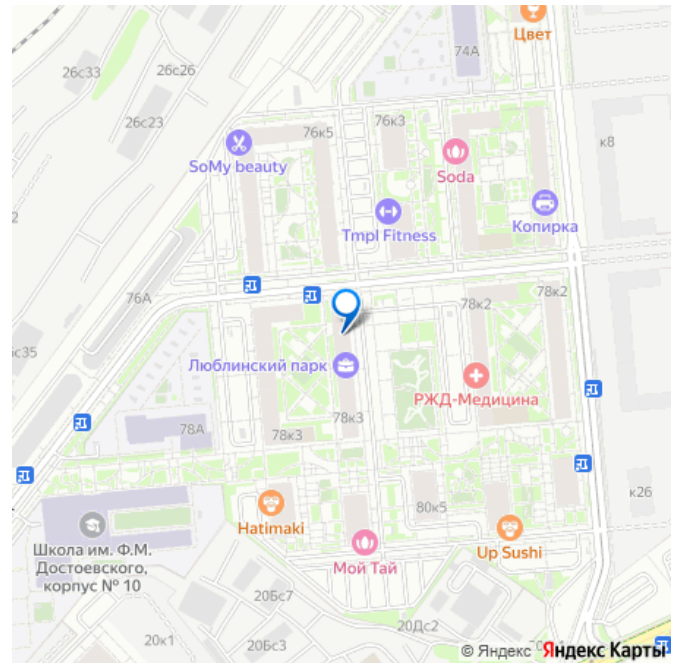 Цвет
74А
26с33
26с26
26с23
76к5
76к3
к8
SoMy beauty
Soda
Tmpl Fitness
Копирка
76А
78к2
78к2
с35
Люблинский парк
РЖД-Медицина
78А
78к3
78к3
80к5
к26
Hatimaki
Up Sushi
Мой Тай
Школа им. Ф.М.
Достоевского,
корпус № 10
20Бс7
20к1
20Бс3
20Дс2
© Яндекс Яндекс Карты